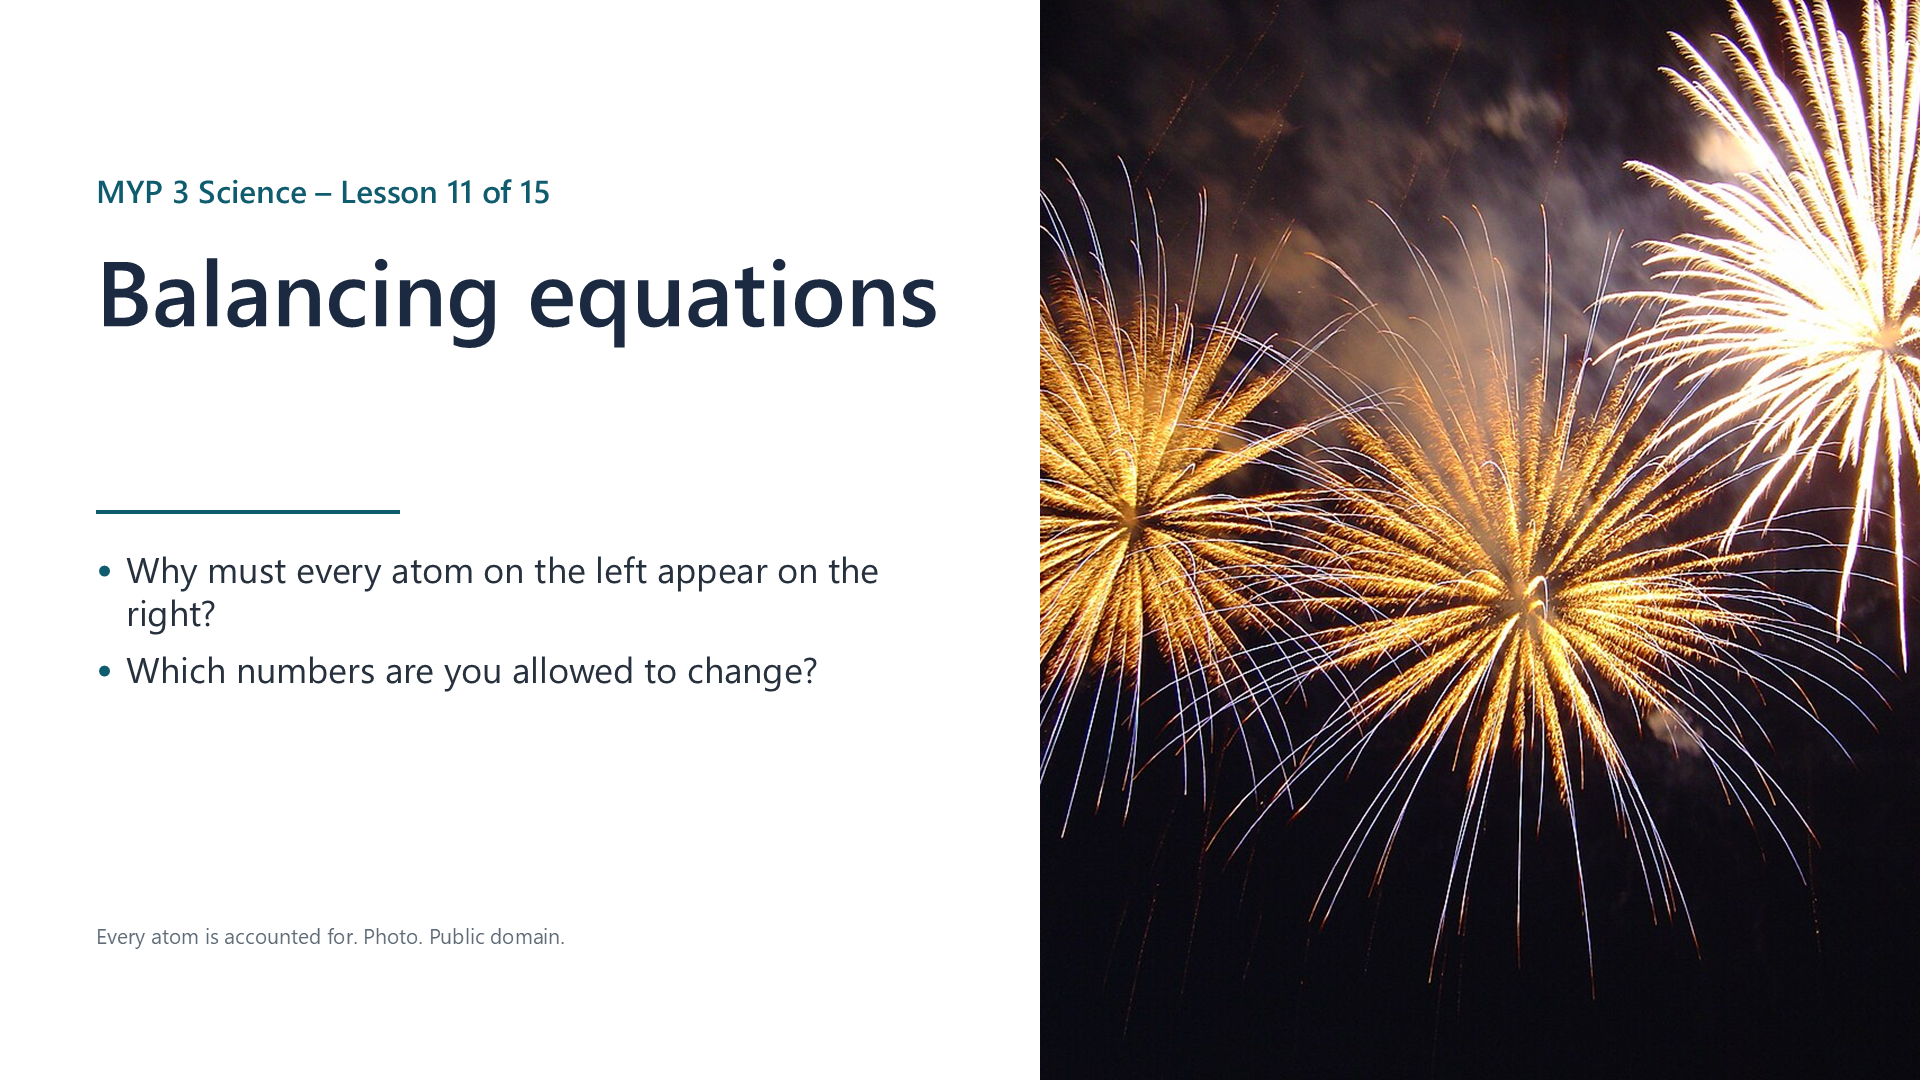 MYP 3 Science – Lesson 11 of 15
Balancing equations
• Why must every atom on the left appear on the
right?
• Which numbers are you allowed to change?
Every atom is accounted for. Photo. Public domain.